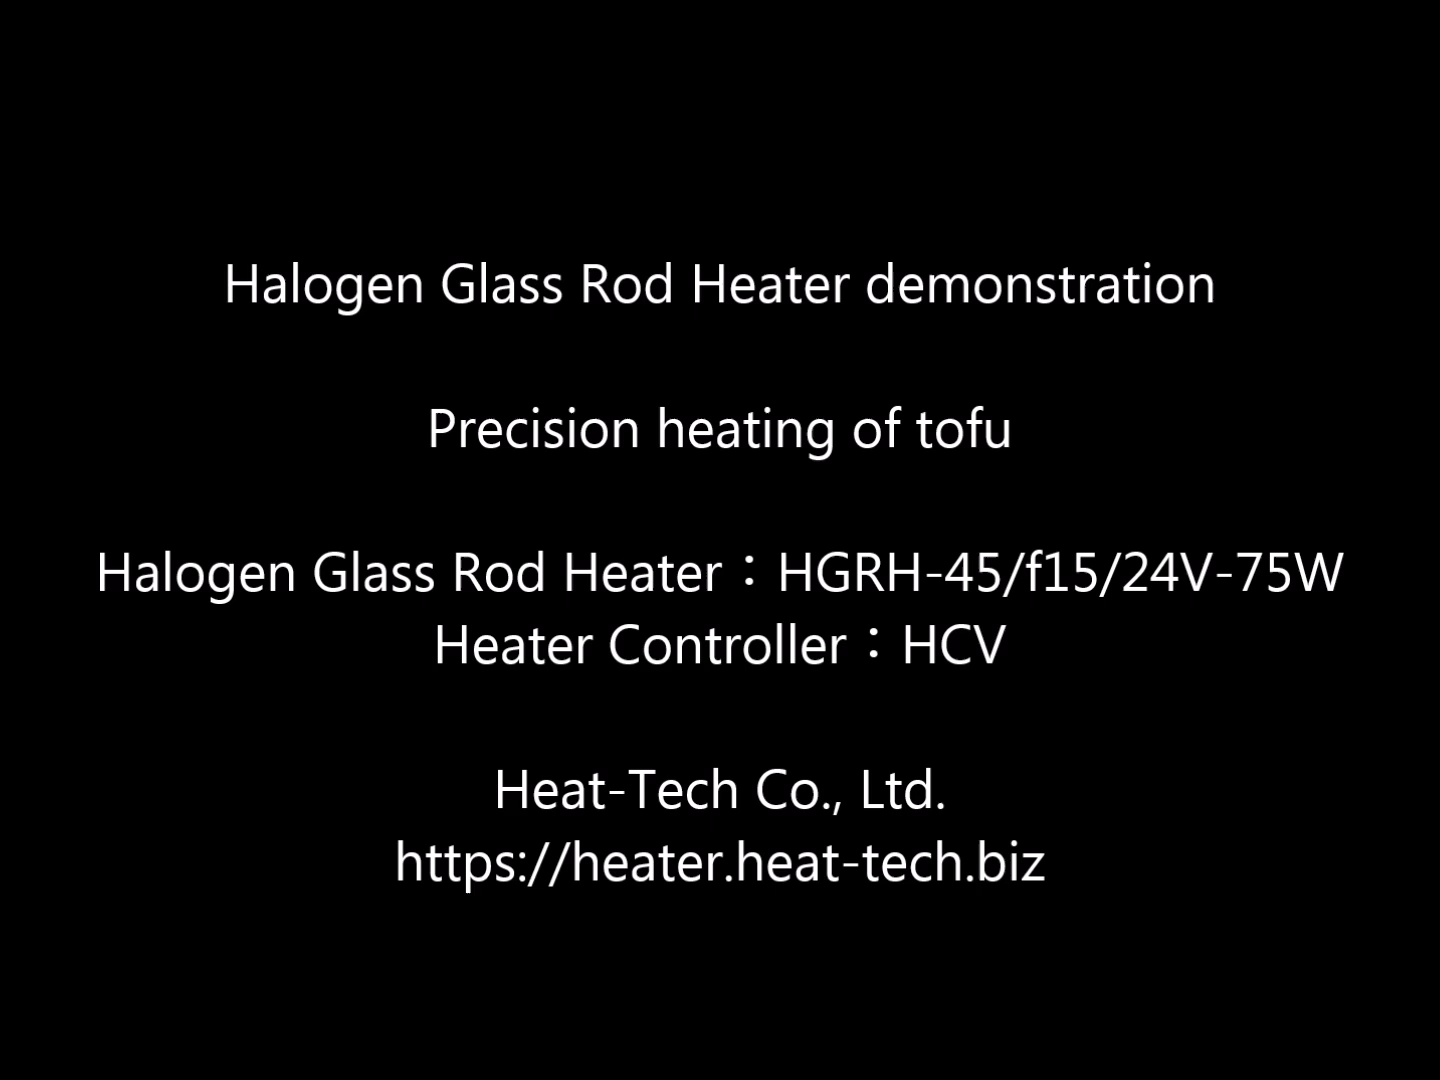 Halogen Glass Rod Heater demonstration
Precision heating of tofu
Halogen Glass Rod Heater：HGRH-45/f15/24V-75W
Heater Controller：HCV
Heat-Tech Co., Ltd.
https://heater.heat-tech.biz